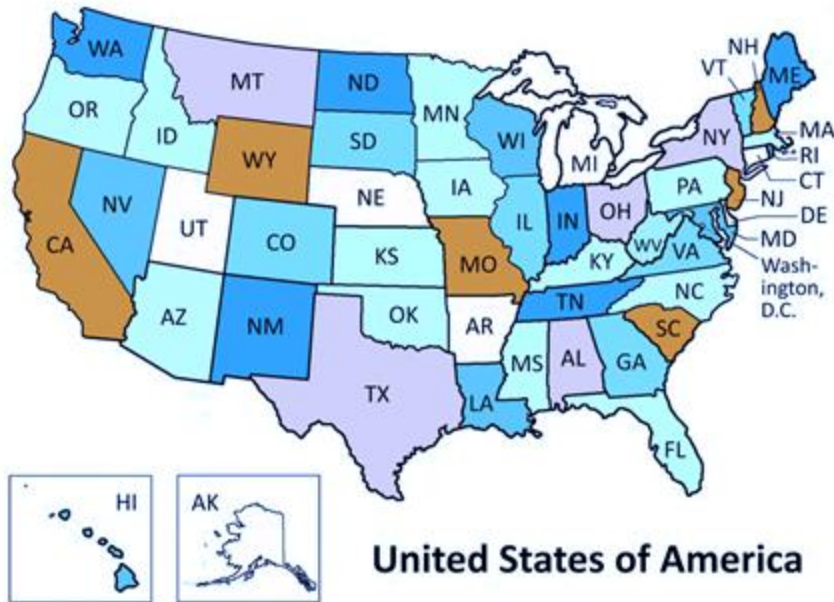 WA
MT
ND
MN
OR
ID
WY
SD
WI
MI
NY
VT
NH
ME
MA
RI
CT
NJ
DE
MD
Wash-
ington,
D.C.
PA
NV
UT
CO
NE
IA
IL
IN
OH
WV
VA
CA
AZ
NM
KS
MO
KY
NC
OK
AR
TN
SC
TX
LA
MS
AL
GA
FL
HI
AK
United States of America